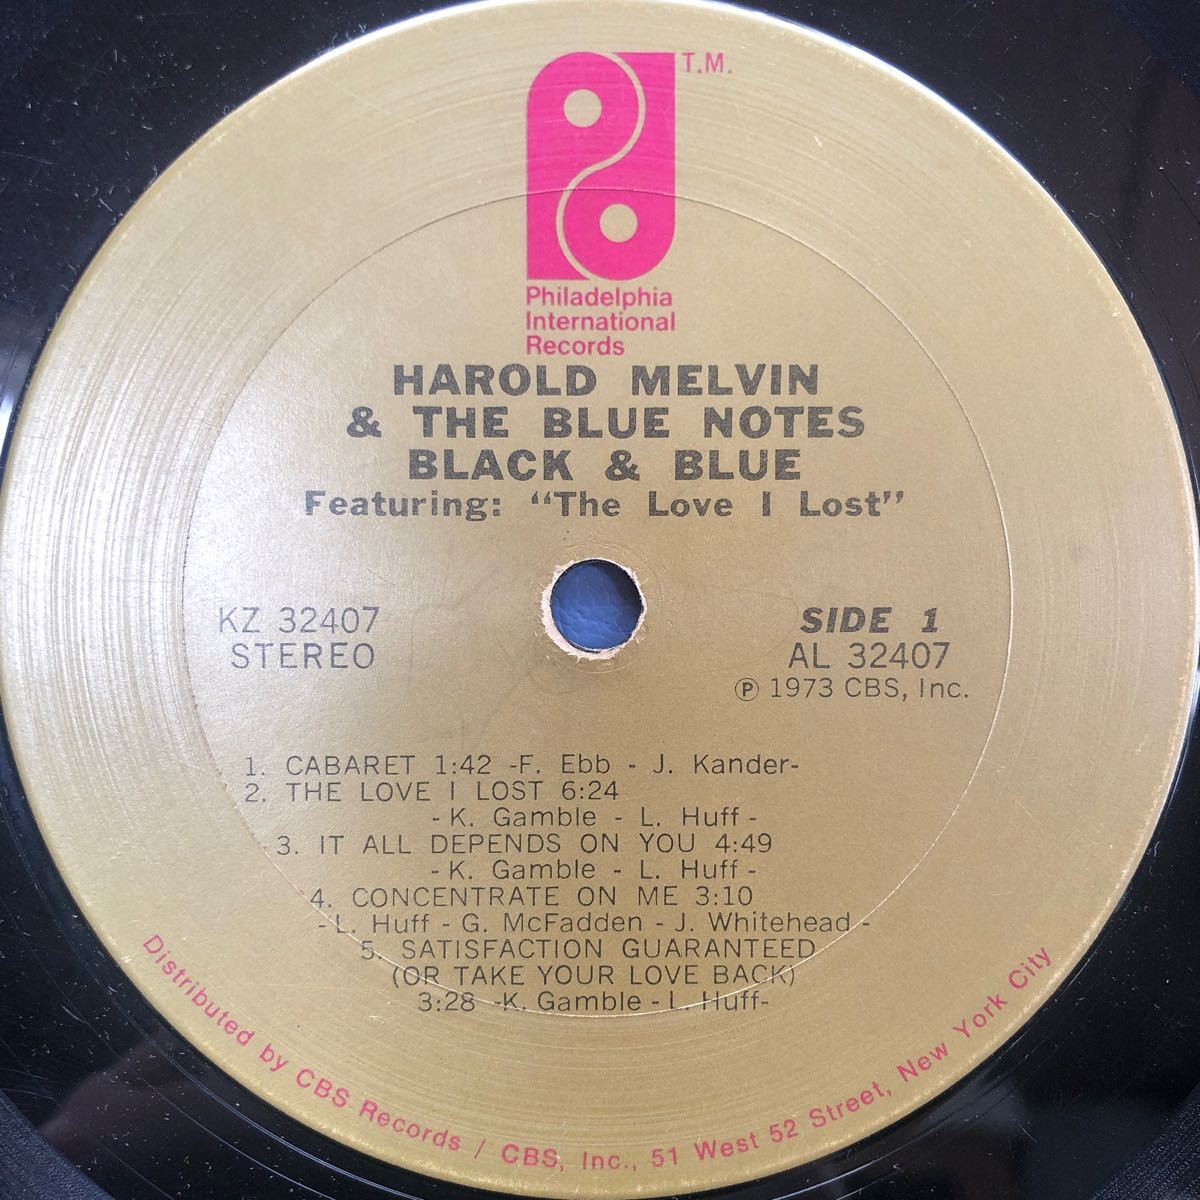 T.M.
Philadelphia
International
Records
HAROLD MELVIN
& THE BLUE NOTES
BLACK & BLUE
Featuring: "The Love I Lost"
KZ 32407
STEREO
SIDE 1
AL 32407
Ⓟ 1973 CBS, Inc.
1. CABARET 1:42 -F. Ebb - J. Kander-
2. THE LOVE I LOST 6:24
- K. Gamble - L. Huff -
3. IT ALL DEPENDS ON YOU 4:49
- K. Gamble - L. Huff -
4. CONCENTRATE ON ME 3:10
- L. Huff - G. McFadden - J. Whitehead -
5. SATISFACTION GUARANTEED
(OR TAKE YOUR LOVE BACK)
3:28 -K. Gamble - L. Huff-
Distributed by CBS Records / CBS, Inc., 51 West 52 Street, New York City